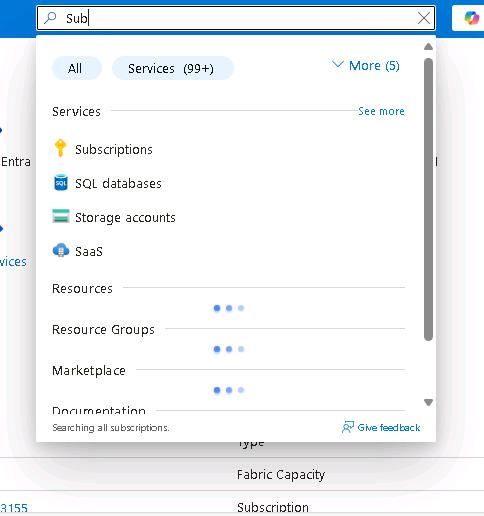 Sub
All
Services (99+)
More (5)
Services
See more
Subscriptions
SQL databases
Storage accounts
SaaS
Resources
Resource Groups
Marketplace
Documentation
Searching all subscriptions.
Give feedback
Entra
vices
Type
Fabric Capacity
3155
Subscription